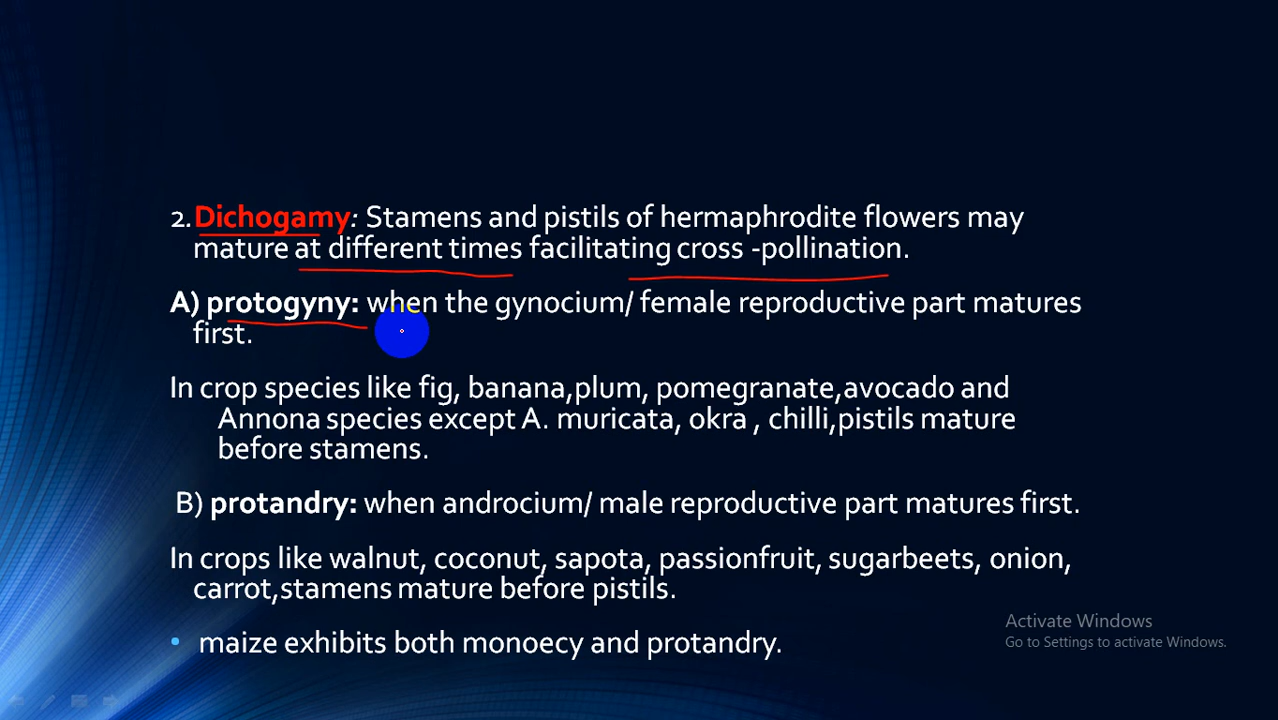 2. Dichogamy: Stamens and pistils of hermaphrodite flowers may
mature at different times facilitating cross -pollination.
A) protogyny: when the gynocium/ female reproductive part matures
first.
In crop species like fig, banana,plum, pomegranate,avocado and
Annona species except A. muricata, okra , chilli,pistils mature
before stamens.
B) protandry: when androcium/ male reproductive part matures first.
In crops like walnut, coconut, sapota, passionfruit, sugarbeets, onion,
carrot,stamens mature before pistils.
• maize exhibits both monoecy and protandry.
Activate Windows
Go to Settings to activate Windows.